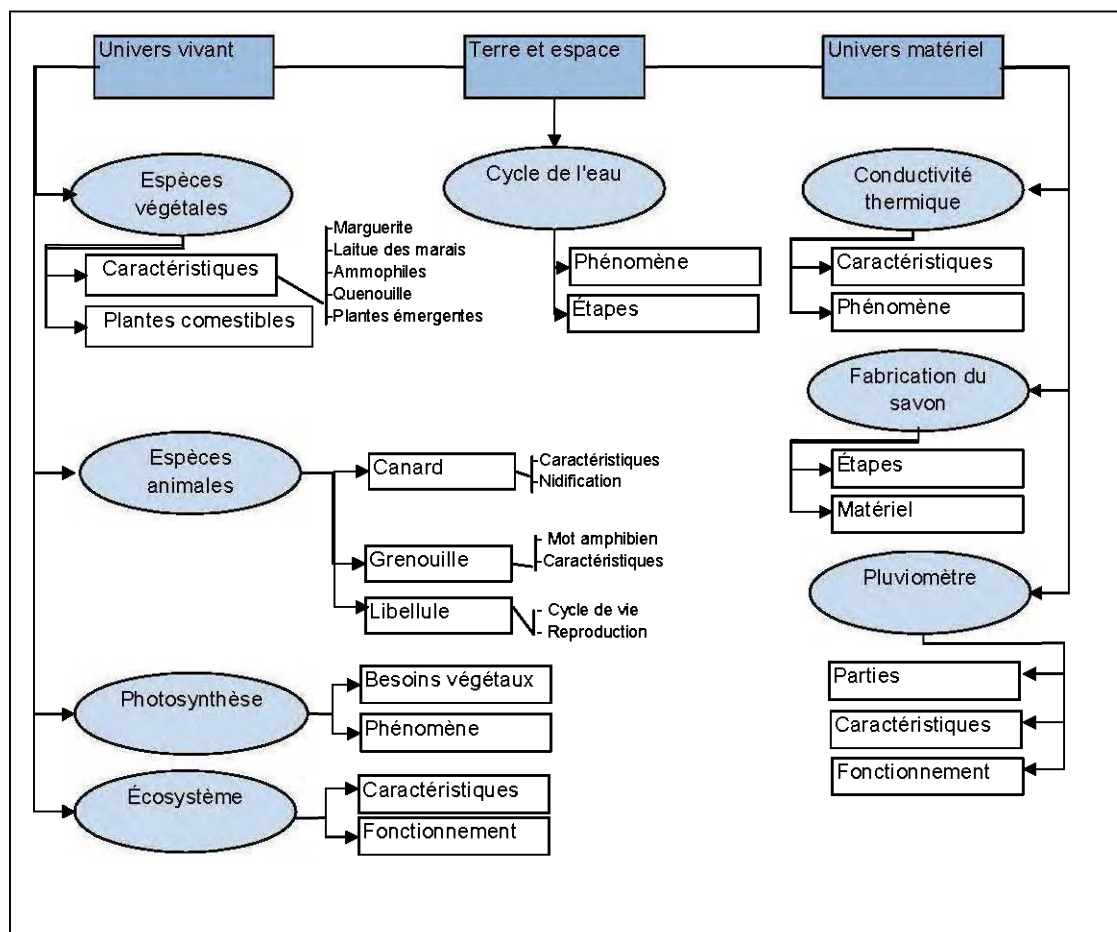 Univers vivant
Terre et espace
Univers matériel
Espèces
végétales
Caractéristiques
Plantes comestibles
-Marguerite
-Laitue des marais
-Ammophiles
-Quenouille
-Plantes émergentes
Cycle de l'eau
Phénomène
Étapes
Conductivité
thermique
Caractéristiques
Phénomène
Fabrication du
savon
Étapes
Matériel
Espèces
animales
Canard
-Caractéristiques
-Nidification
Grenouille
- Mot amphibien
-Caractéristiques
Libellule
- Cycle de vie
- Reproduction
Pluviomètre
Parties
Caractéristiques
Fonctionnement
Photosynthèse
Besoins végétaux
Phénomène
Écosystème
Caractéristiques
Fonctionnement